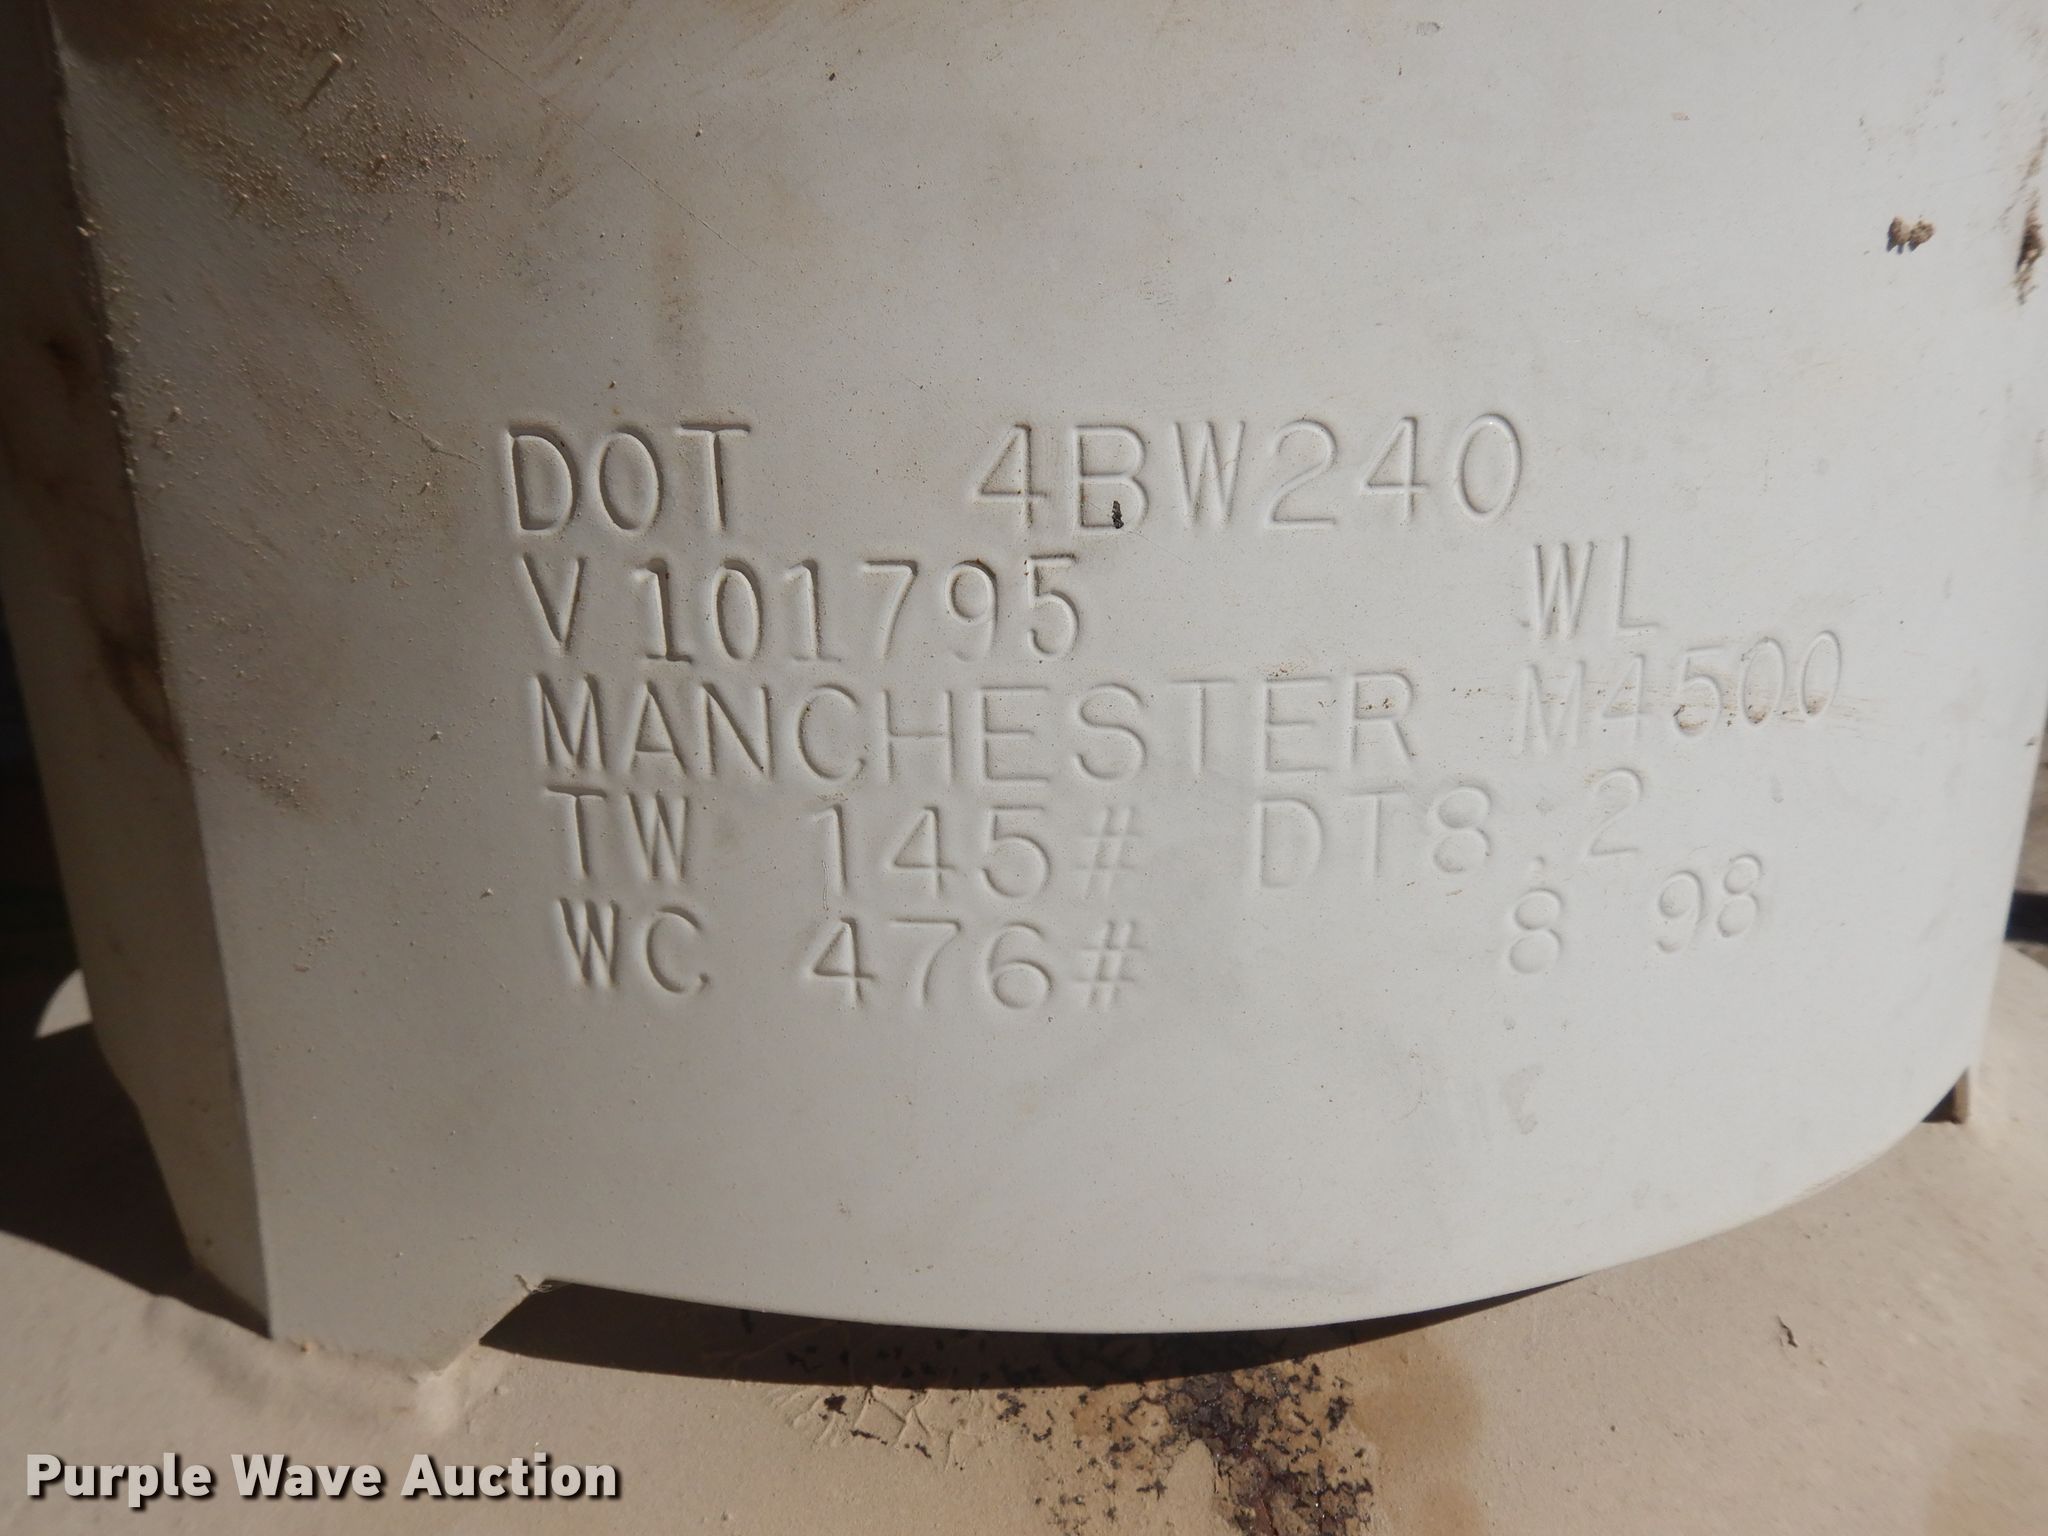 DOT 4BW240
V101795 WL
MANCHESTER M4500
TW 145# DT8.2
WC 476# 8 98
Purple Wave Auction